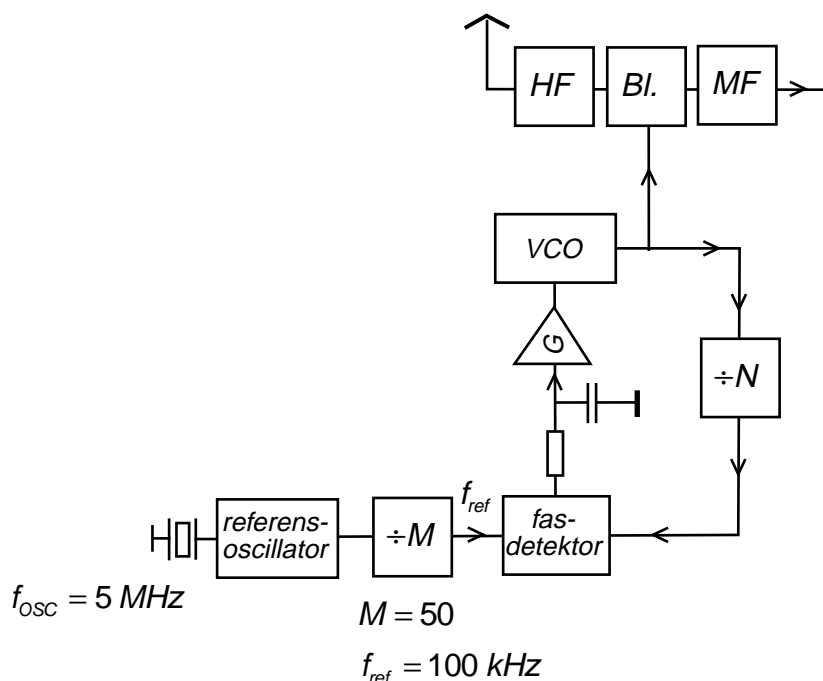 HF
Bl.
MF
VCO
G
÷N
f_ref
referens-
oscillator
÷M
fas-
detektor
f_OSC = 5 MHz
M = 50
f_ref = 100 kHz